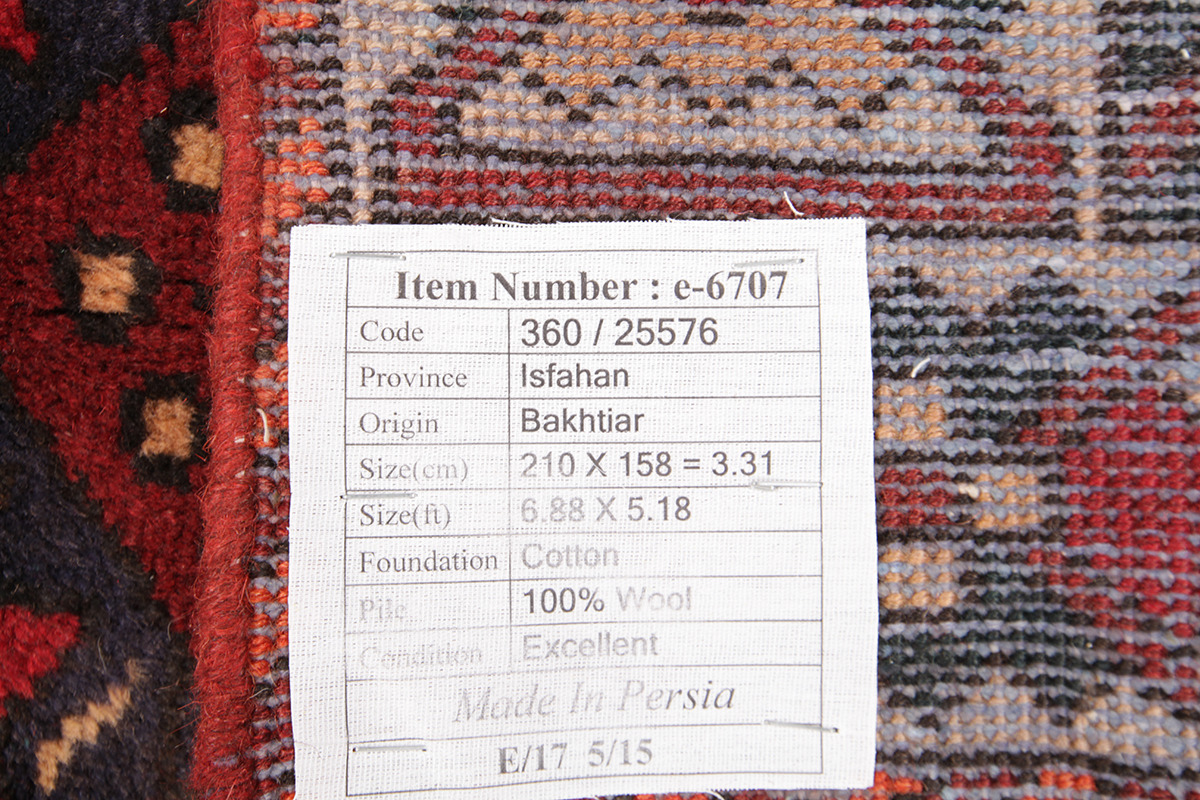 Item Number : e-6707
Code 360 / 25576
Province Isfahan
Origin Bakhtiar
Size(cm) 210 X 158 = 3.31
Size(ft) 6.88 X 5.18
Foundation Cotton
Pile 100% Wool
Condition Excellent
Made In Persia
E/17 5/15